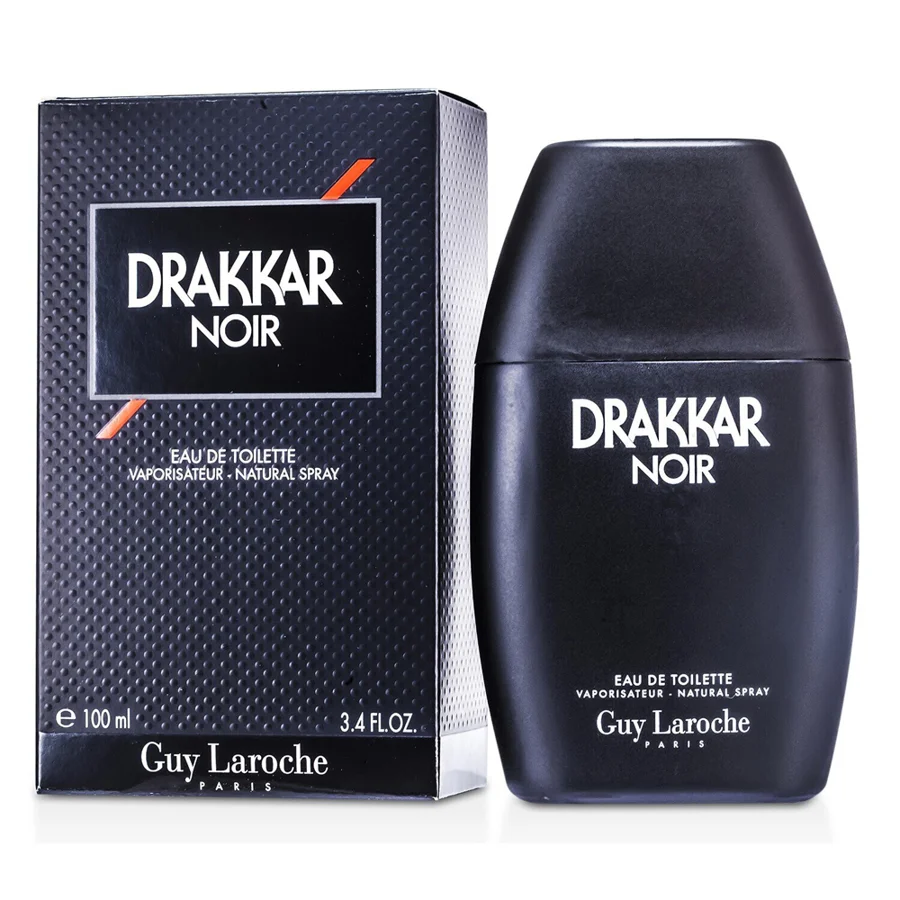 DRAKKAR
NOIR
EAU DE TOILETTE
VAPORISATEUR - NATURAL SPRAY
e 100 ml 3.4 FL.OZ.
Guy Laroche
PARIS
DRAKKAR
NOIR
EAU DE TOILETTE
VAPORISATEUR - NATURAL SPRAY
Guy Laroche
PARIS